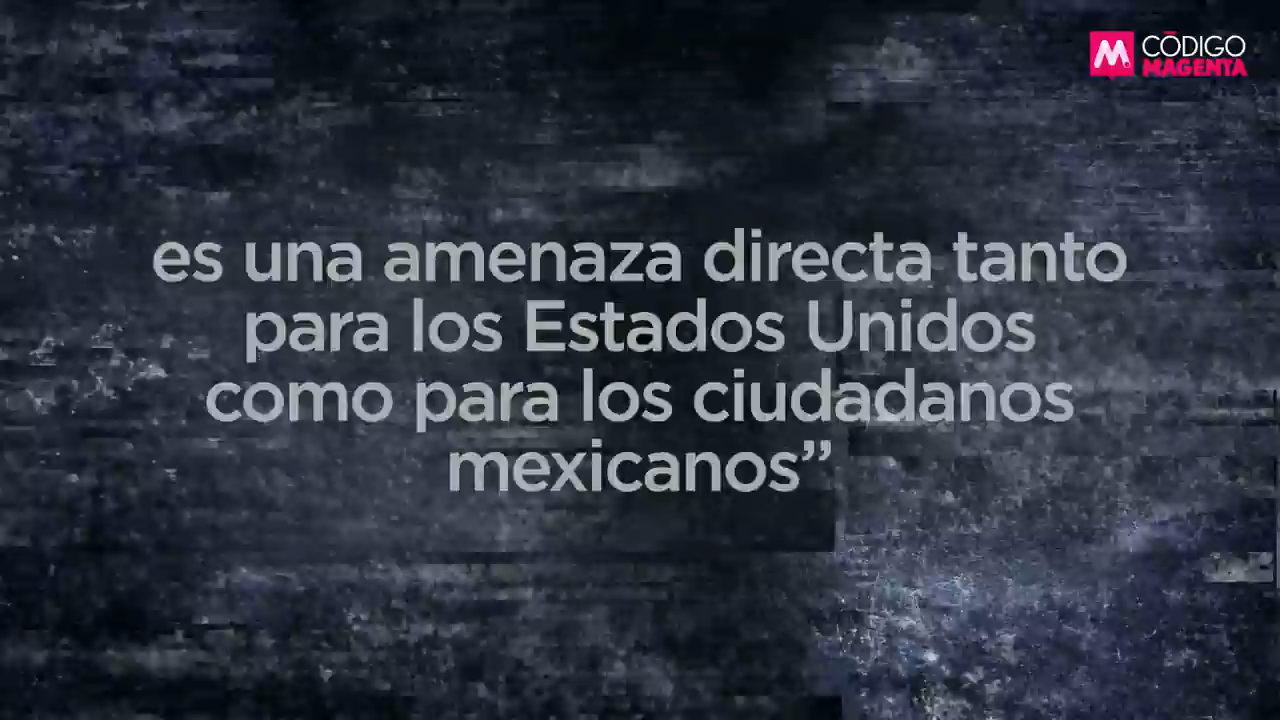 CÓDIGO
MAGENTA
es una amenaza directa tanto
para los Estados Unidos
como para los ciudadanos
mexicanos”